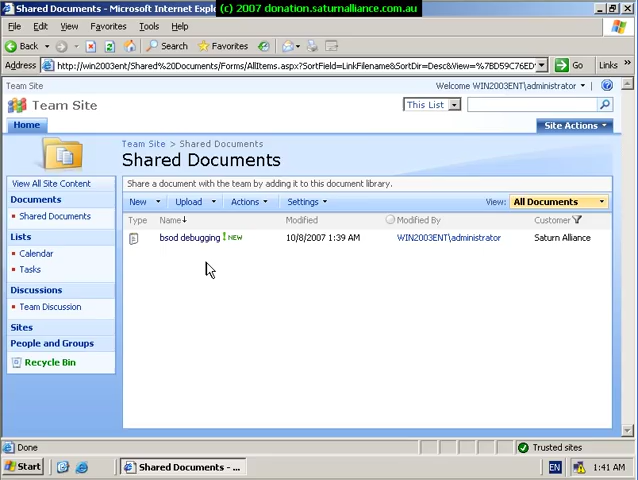 Shared Documents - Microsoft Internet Explo
(c) 2007 donation.saturnalliance.com.au
File Edit View Favorites Tools Help
Back Search Favorites
Address http://win2003ent/Shared%20Documents/Forms/AllItems.aspx?SortField=LinkFilename&SortDir=Desc&View=%7BD59C76ED Go Links »
Team Site Welcome WIN2003ENT\administrator
Team Site This List
Home Site Actions
Team Site > Shared Documents
Shared Documents
View All Site Content
Share a document with the team by adding it to this document library.
Documents
Shared Documents
Lists
Calendar
Tasks
Discussions
Team Discussion
Sites
People and Groups
Recycle Bin
New Upload Actions Settings View: All Documents
Type Name Modified Modified By Customer
bsod debugging ! NEW 10/8/2007 1:39 AM WIN2003ENT\administrator Saturn Alliance
Done Trusted sites
Start Shared Documents - ... EN 1:41 AM